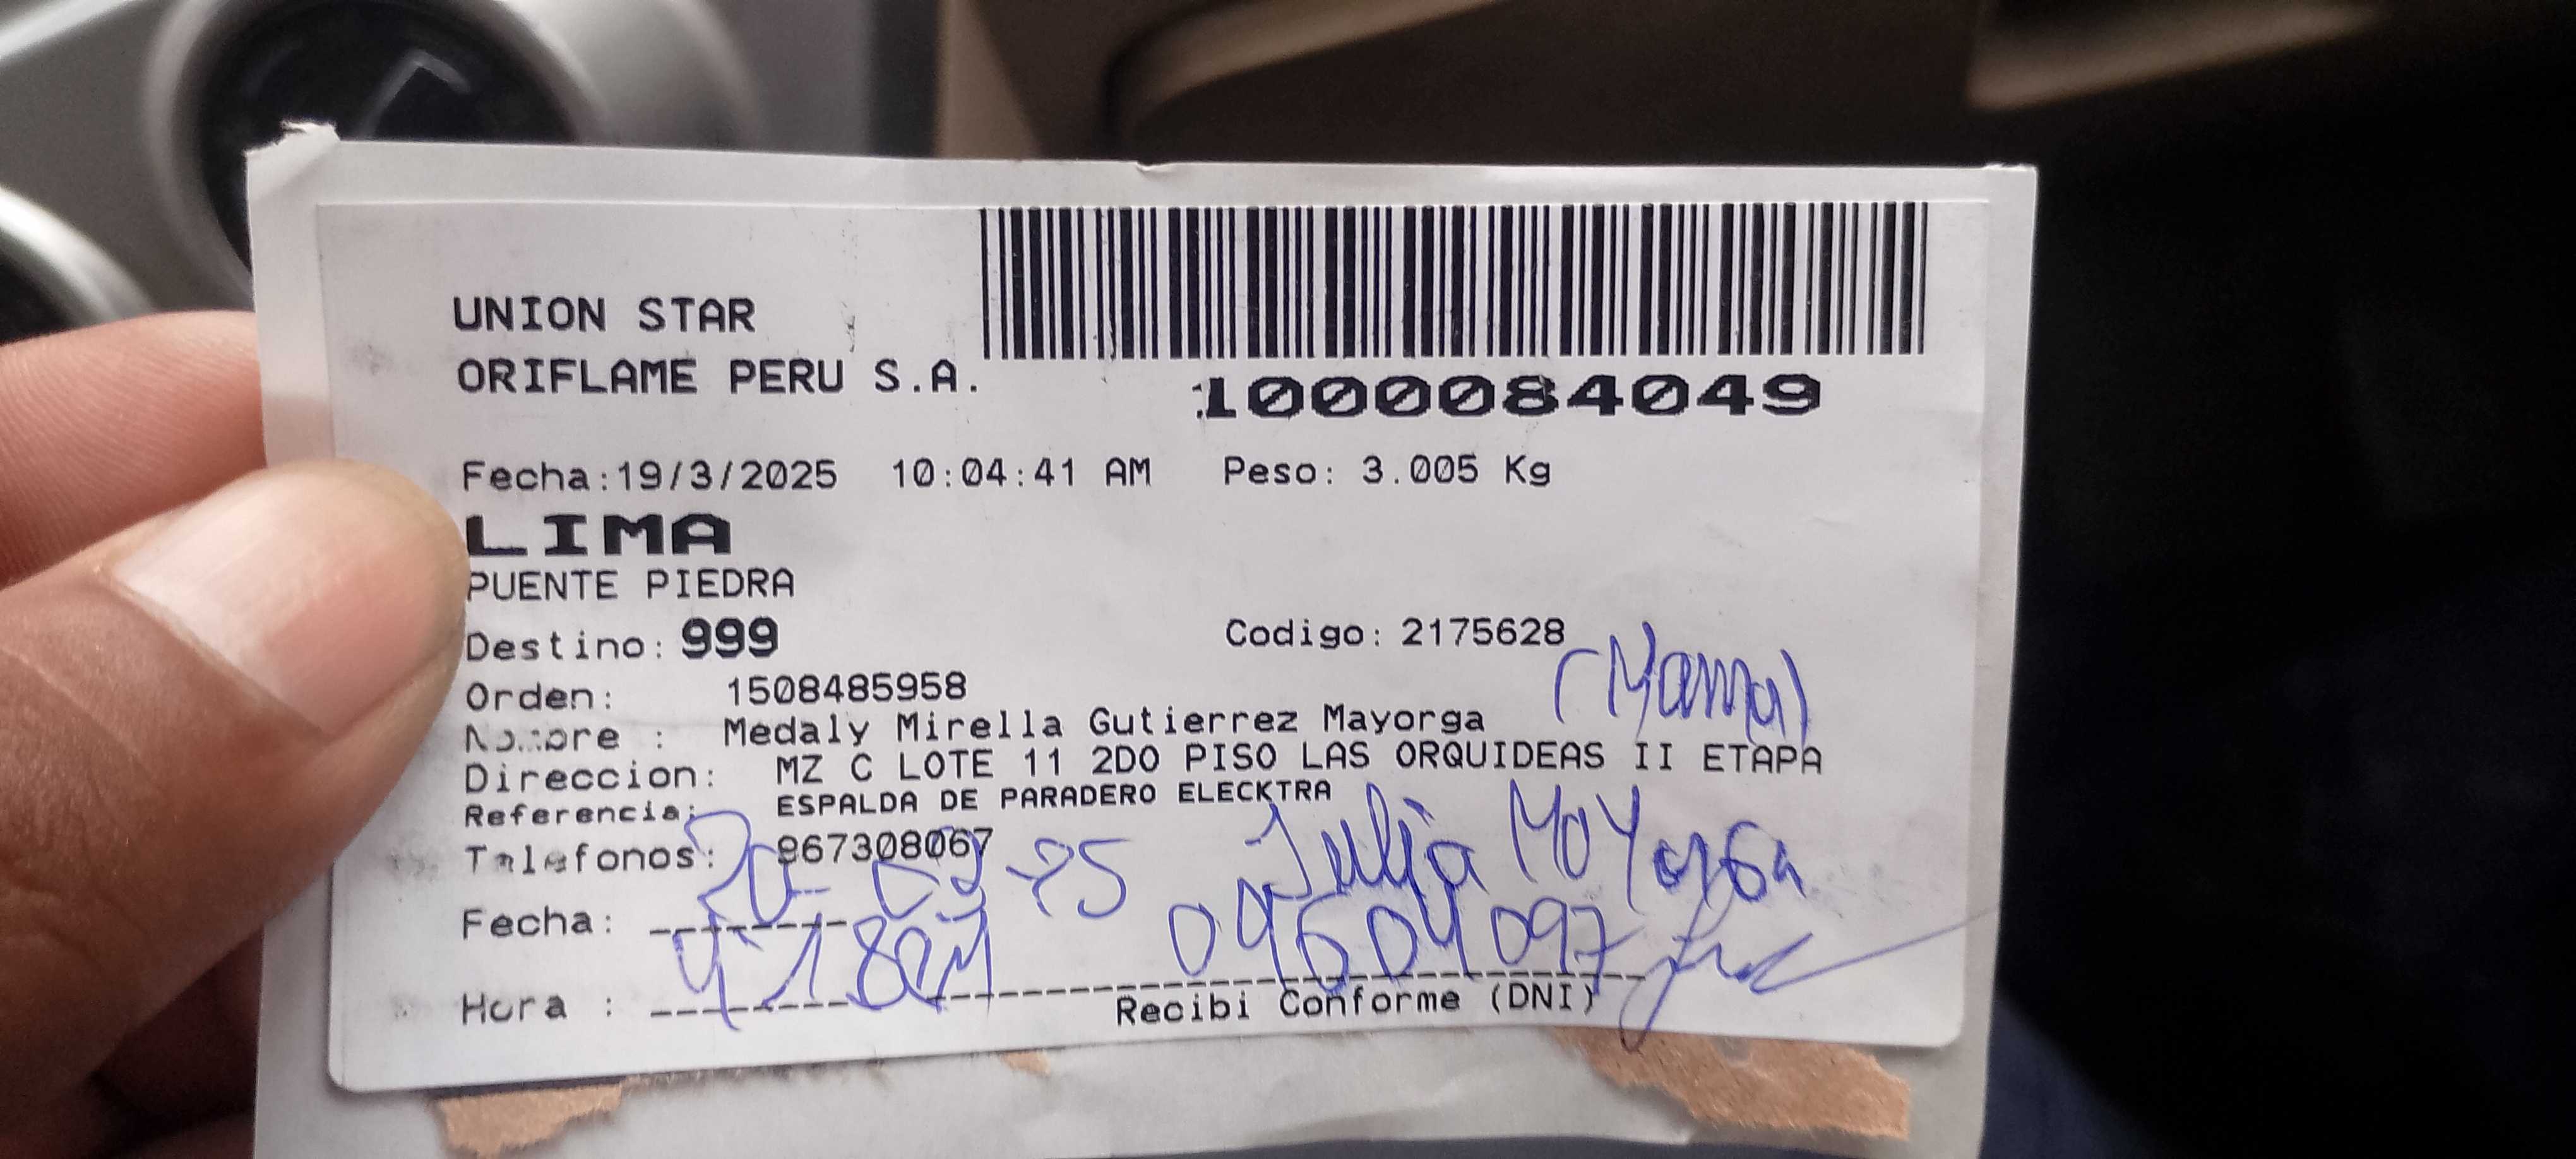 UNION STAR
ORIFLAME PERU S.A.
1000084049
Fecha:19/3/2025 10:04:41 AM Peso: 3.005 Kg
LIMA
PUENTE PIEDRA
Destino: 999 Codigo: 2175628
(Mama)
Orden: 1508485958
Nombre : Medaly Mirella Gutierrez Mayorga
Direccion: MZ C LOTE 11 2DO PISO LAS ORQUIDEAS II ETAPA
Referencia: ESPALDA DE PARADERO ELECKTRA
Telefonos: 967308067
Julia Mayorga
Fecha: 20-03-25
Hora :
Recibi Conforme (DNI)